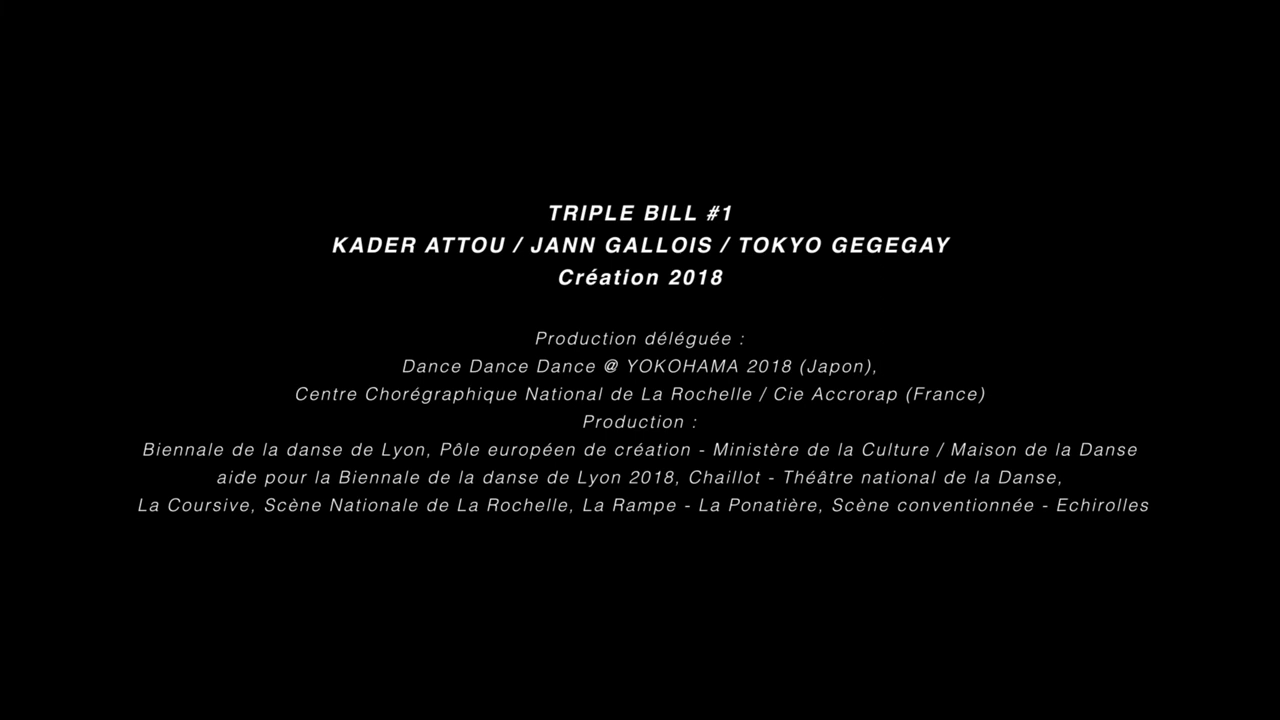 TRIPLE BILL #1
KADER ATTOU / JANN GALLOIS / TOKYO GEGEGAY
Création 2018
Production déléguée :
Dance Dance Dance @ YOKOHAMA 2018 (Japon),
Centre Chorégraphique National de La Rochelle / Cie Accrorap (France)
Production :
Biennale de la danse de Lyon, Pôle européen de création - Ministère de la Culture / Maison de la Danse
aide pour la Biennale de la danse de Lyon 2018, Chaillot - Théâtre national de la Danse,
La Coursive, Scène Nationale de La Rochelle, La Rampe - La Ponatière, Scène conventionnée - Echirolles